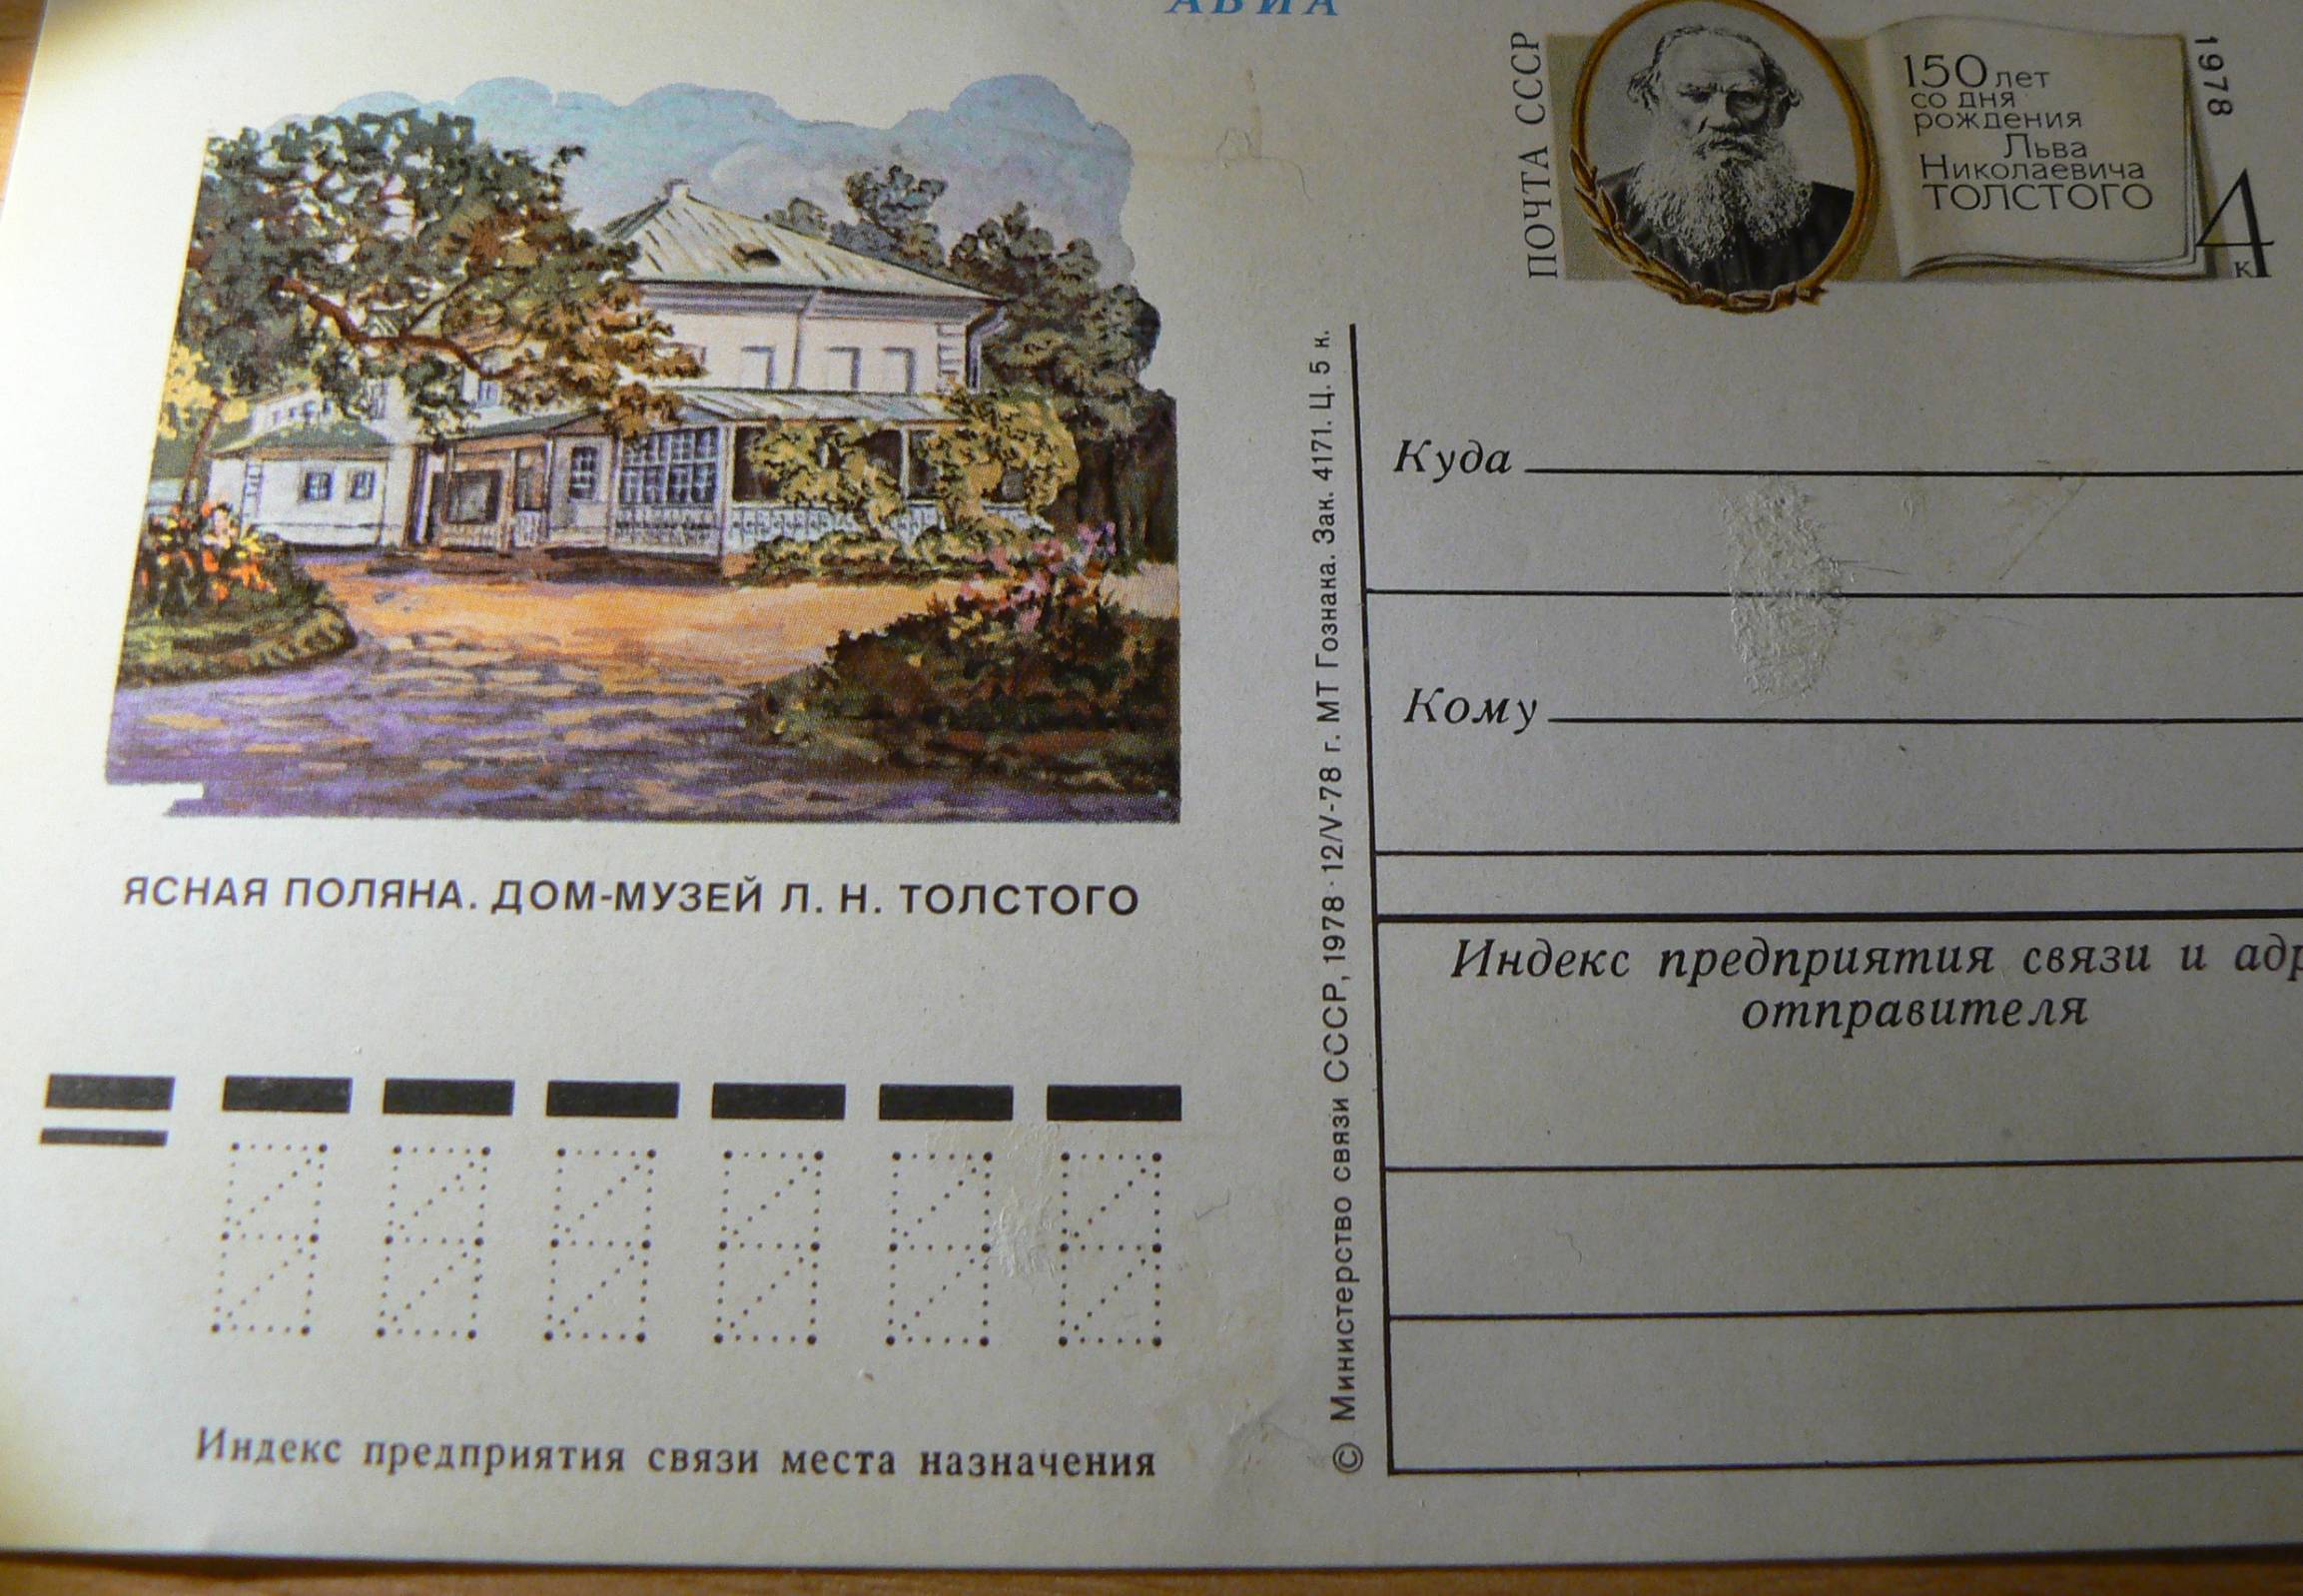 АВИА
ПОЧТА СССР
150 лет
со дня
рождения
Льва
Николаевича
ТОЛСТОГО
1978
4
к
ЯСНАЯ ПОЛЯНА. ДОМ-МУЗЕЙ Л. Н. ТОЛСТОГО
Индекс предприятия связи места назначения
© Министерство связи СССР, 1978 · 12/V-78 г. МТ Гознака. Зак. 4171. Ц. 5 к.
Куда
Кому
Индекс предприятия связи и адр
отправителя